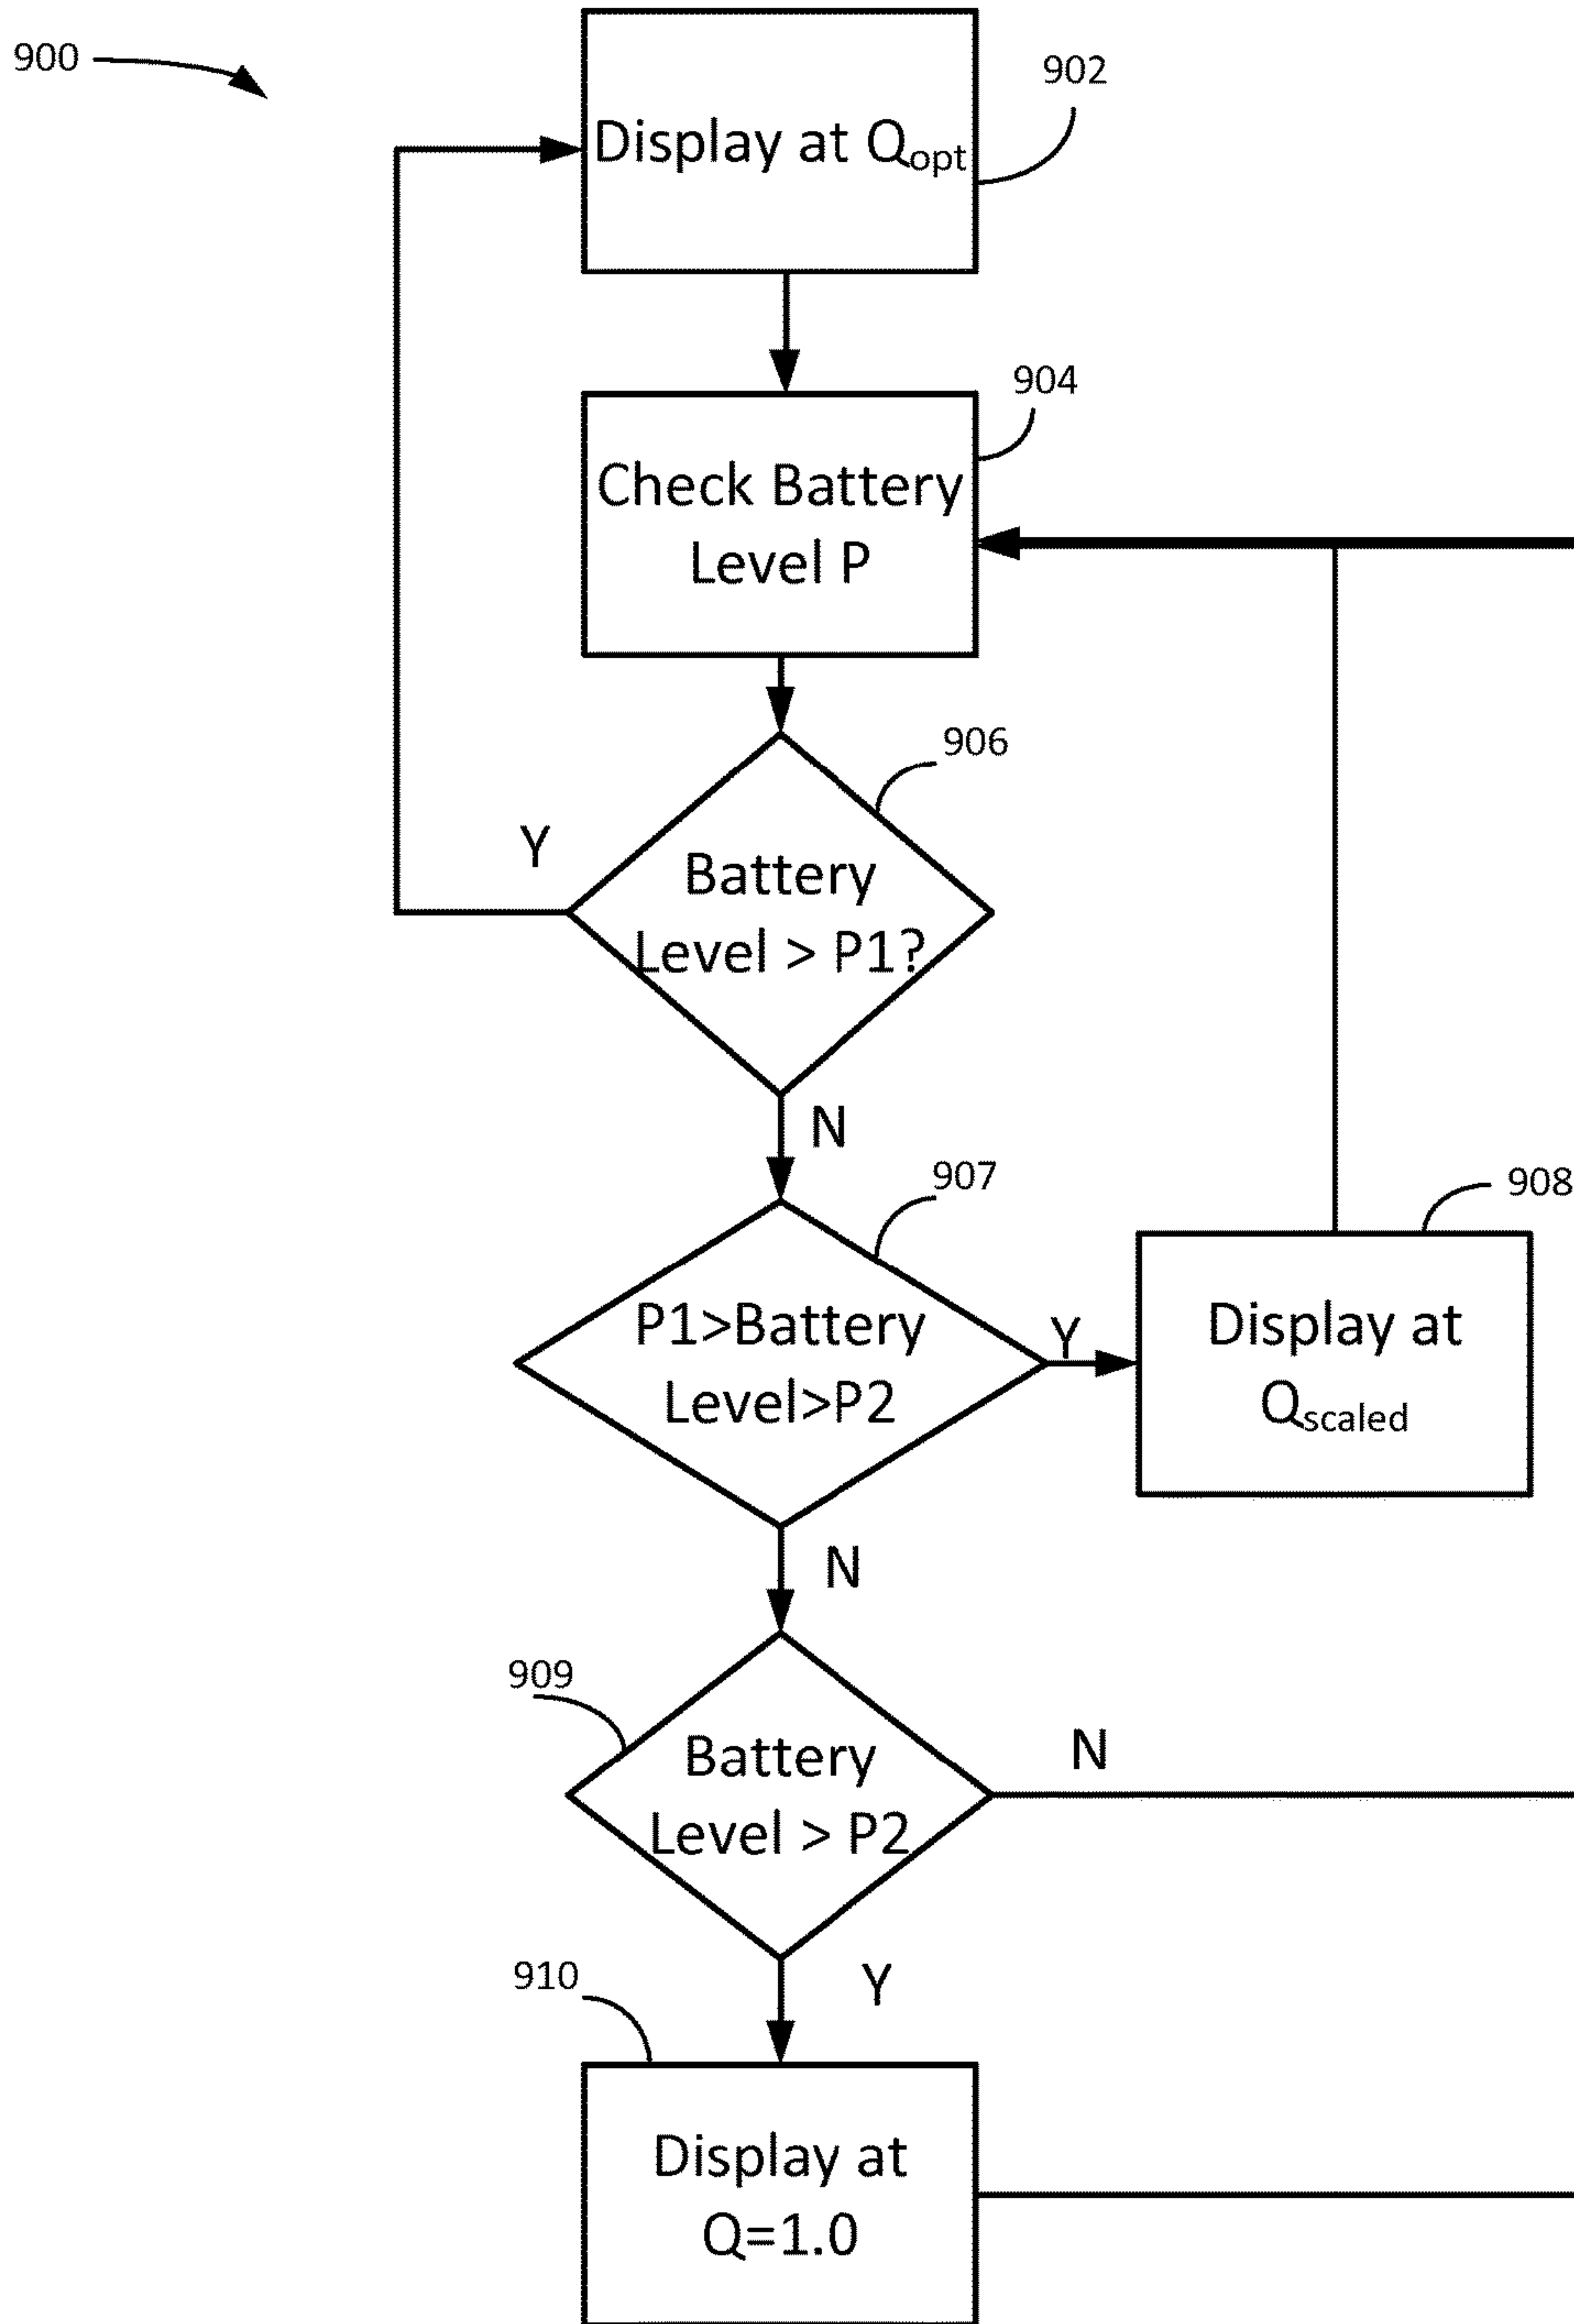 900
902
Display at Qopt
904
Check Battery
Level P
906
Y
Battery
Level > P1?
N
907
908
P1>Battery
Level>P2
Y
Display at
Qscaled
N
909
Battery
Level > P2
N
910
Y
Display at
Q=1.0